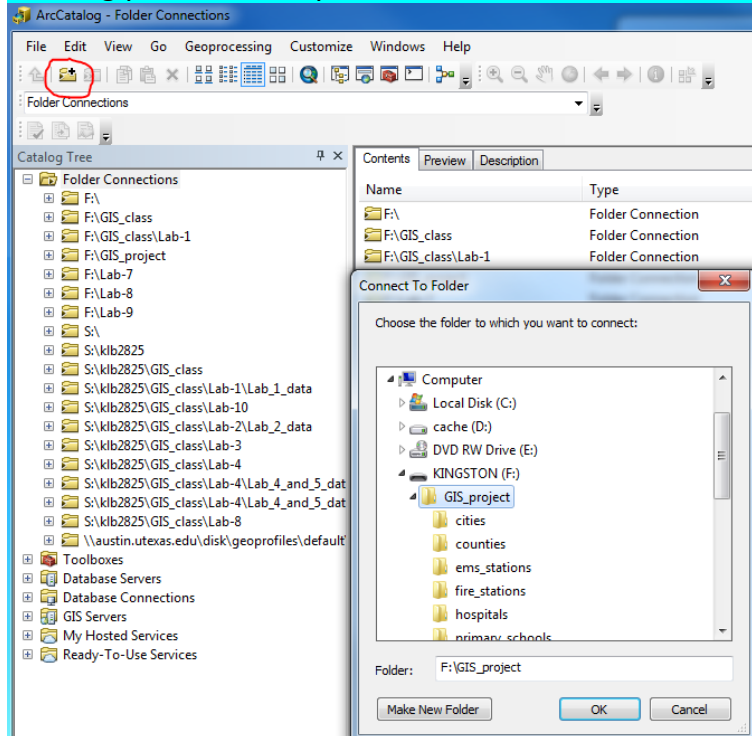 ArcCatalog - Folder Connections
File Edit View Go Geoprocessing Customize Windows Help
Folder Connections
Catalog Tree
Folder Connections
F:\
F:\GIS_class
F:\GIS_class\Lab-1
F:\GIS_project
F:\Lab-7
F:\Lab-8
F:\Lab-9
S:\
S:\klb2825
S:\klb2825\GIS_class
S:\klb2825\GIS_class\Lab-1\Lab_1_data
S:\klb2825\GIS_class\Lab-10
S:\klb2825\GIS_class\Lab-2\Lab_2_data
S:\klb2825\GIS_class\Lab-3
S:\klb2825\GIS_class\Lab-4
S:\klb2825\GIS_class\Lab-4\Lab_4_and_5_dat
S:\klb2825\GIS_class\Lab-4\Lab_4_and_5_dat
S:\klb2825\GIS_class\Lab-8
\\austin.utexas.edu\disk\geoprofiles\default
Toolboxes
Database Servers
Database Connections
GIS Servers
My Hosted Services
Ready-To-Use Services
Contents Preview Description
Name Type
F:\ Folder Connection
F:\GIS_class Folder Connection
F:\GIS_class\Lab-1 Folder Connection
Connect To Folder
Choose the folder to which you want to connect:
Computer
Local Disk (C:)
cache (D:)
DVD RW Drive (E:)
KINGSTON (F:)
GIS_project
cities
counties
ems_stations
fire_stations
hospitals
primary_schools
Folder: F:\GIS_project
Make New Folder OK Cancel